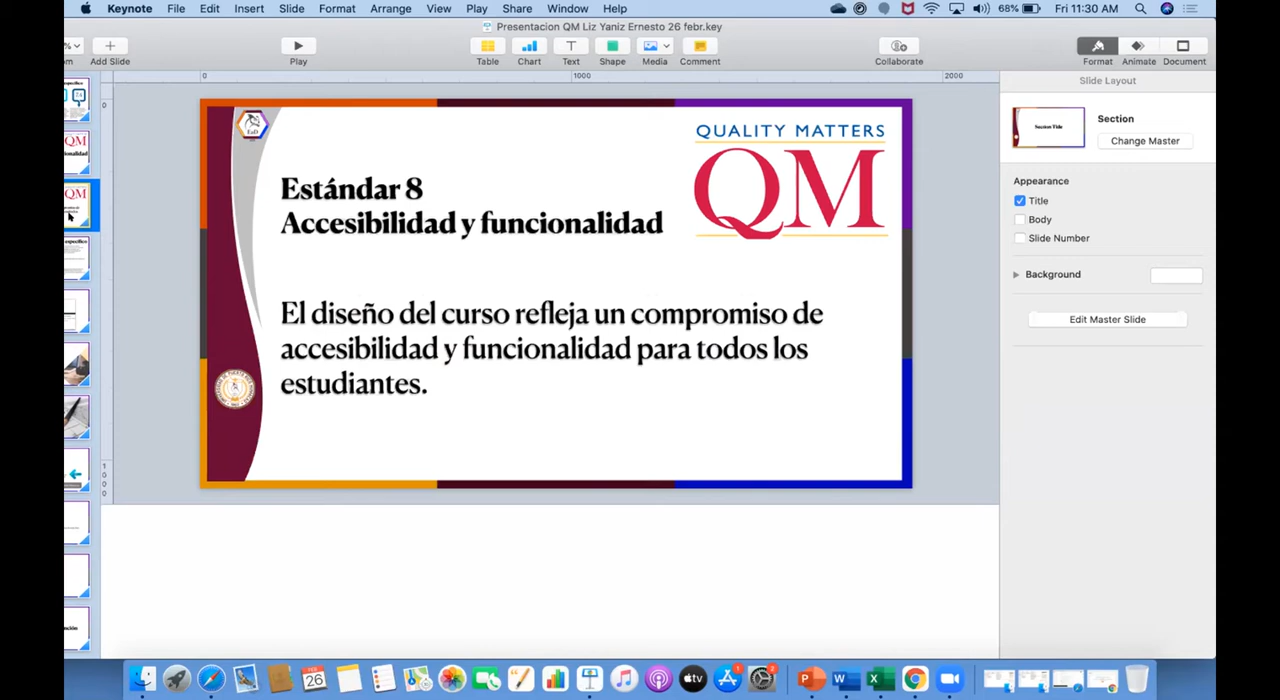 Keynote File Edit Insert Slide Format Arrange View Play Share Window Help 68% Fri 11:30 AM
Presentacion QM Liz Yaniz Ernesto 26 febr.key
Add Slide Play Table Chart Text Shape Media Comment Collaborate Format Animate Document
0 1000 2000
Slide Layout
Section
Change Master
Section Title
Appearance
Title
Body
Slide Number
Background
Edit Master Slide
QUALITY MATTERS
QM
Estándar 8
Accesibilidad y funcionalidad
El diseño del curso refleja un compromiso de
accesibilidad y funcionalidad para todos los
estudiantes.